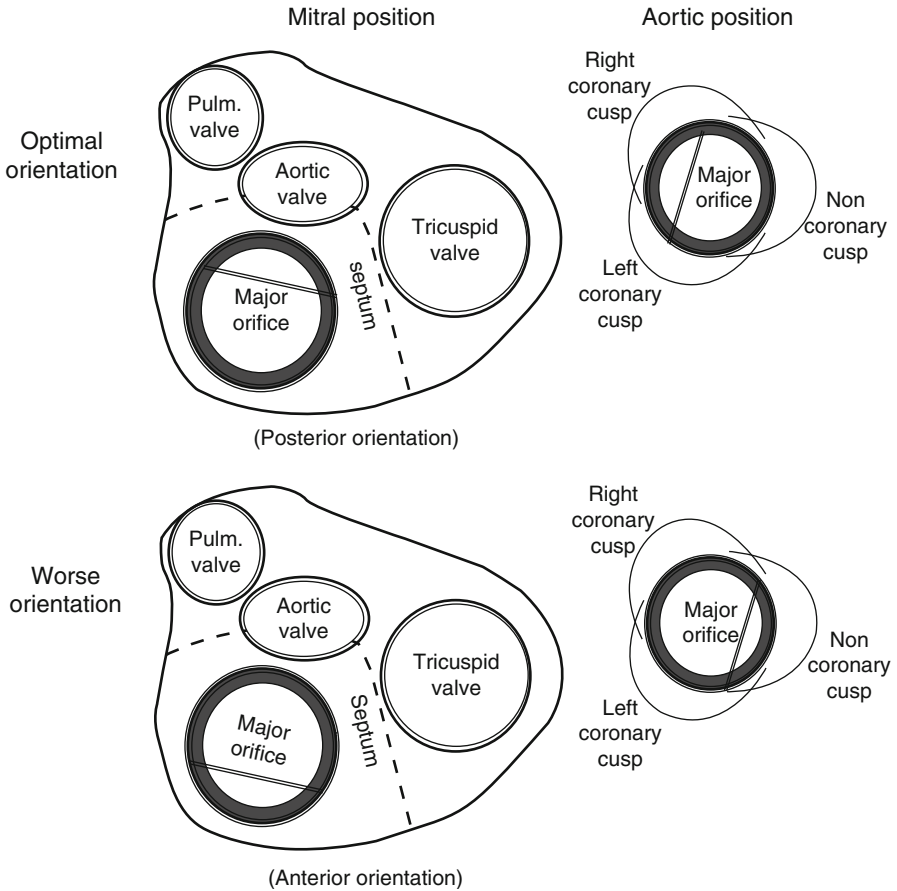 Mitral position
Aortic position
Optimal
orientation
Pulm.
valve
Aortic
valve
Tricuspid
valve
septum
Major
orifice
(Posterior orientation)
Right
coronary
cusp
Major
orifice
Non
coronary
cusp
Left
coronary
cusp
Worse
orientation
Pulm.
valve
Aortic
valve
Tricuspid
valve
Septum
Major
orifice
(Anterior orientation)
Right
coronary
cusp
Major
orifice
Non
coronary
cusp
Left
coronary
cusp